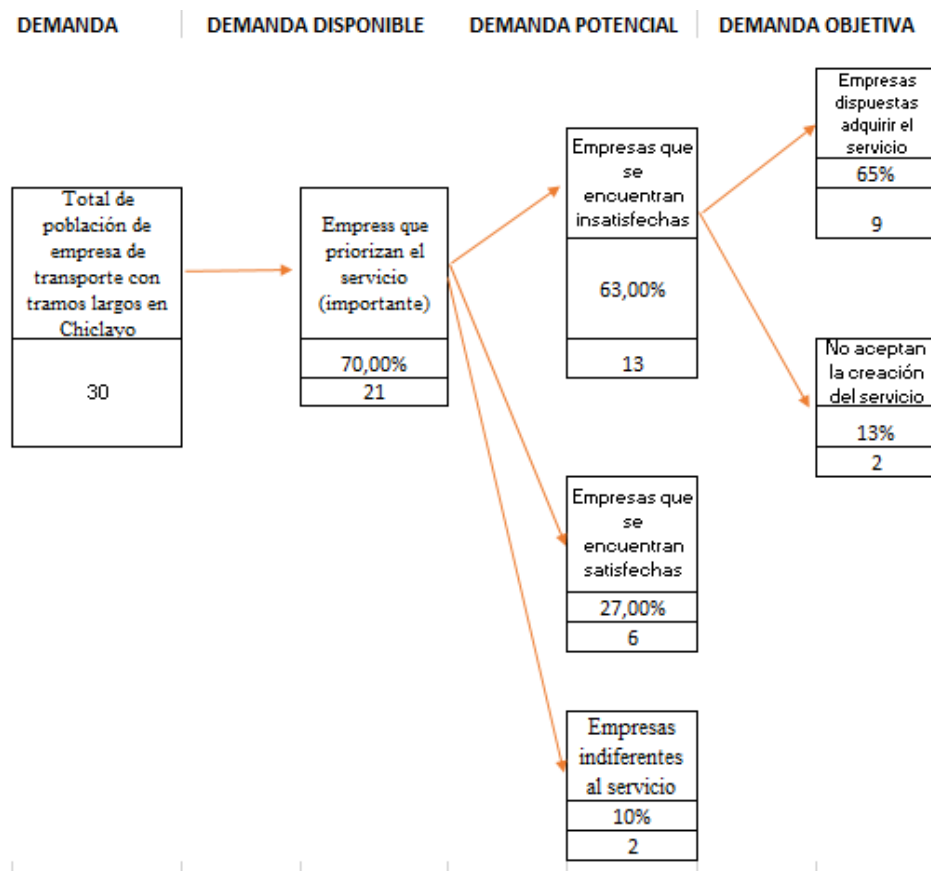 DEMANDA
DEMANDA DISPONIBLE
DEMANDA POTENCIAL
DEMANDA OBJETIVA
Total de
población de
empresa de
transporte con
tramos largos en
Chiclayo
30
Empress que
priorizan el
servicio
(importante)
70,00%
21
Empresas que
se
encuentran
insatisfechas
63,00%
13
Empresas que
se
encuentran
satisfechas
27,00%
6
Empresas
indiferentes
al servicio
10%
2
Empresas
dispuestas
adquirir el
servicio
65%
9
No aceptan
la creación
del servicio
13%
2